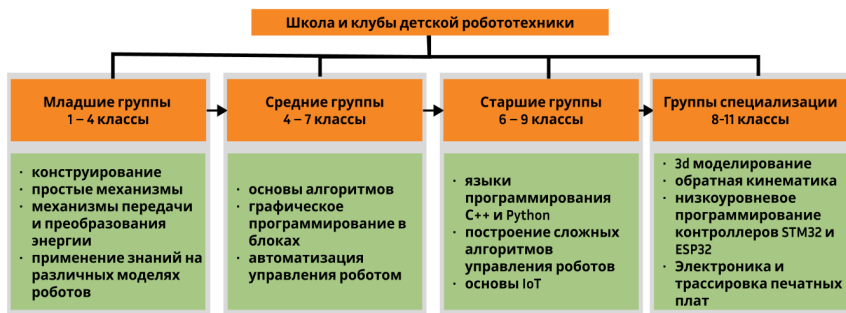 Школа и клубы детской робототехники
Младшие группы
1 – 4 классы
· конструирование
· простые механизмы
· механизмы передачи
и преобразования
энергии
· применение знаний на
различных моделях
роботов
Средние группы
4 – 7 классы
· основы алгоритмов
· графическое
программирование в
блоках
· автоматизация
управления роботом
Старшие группы
6 – 9 классы
· языки
программирования
C++ и Python
· построение сложных
алгоритмов
управления роботов
· основы IoT
Группы специализации
8-11 классы
· 3d моделирование
· обратная кинематика
· низкоуровневое
программирование
контроллеров STM32 и
ESP32
· Электроника и
трассировка печатных
плат